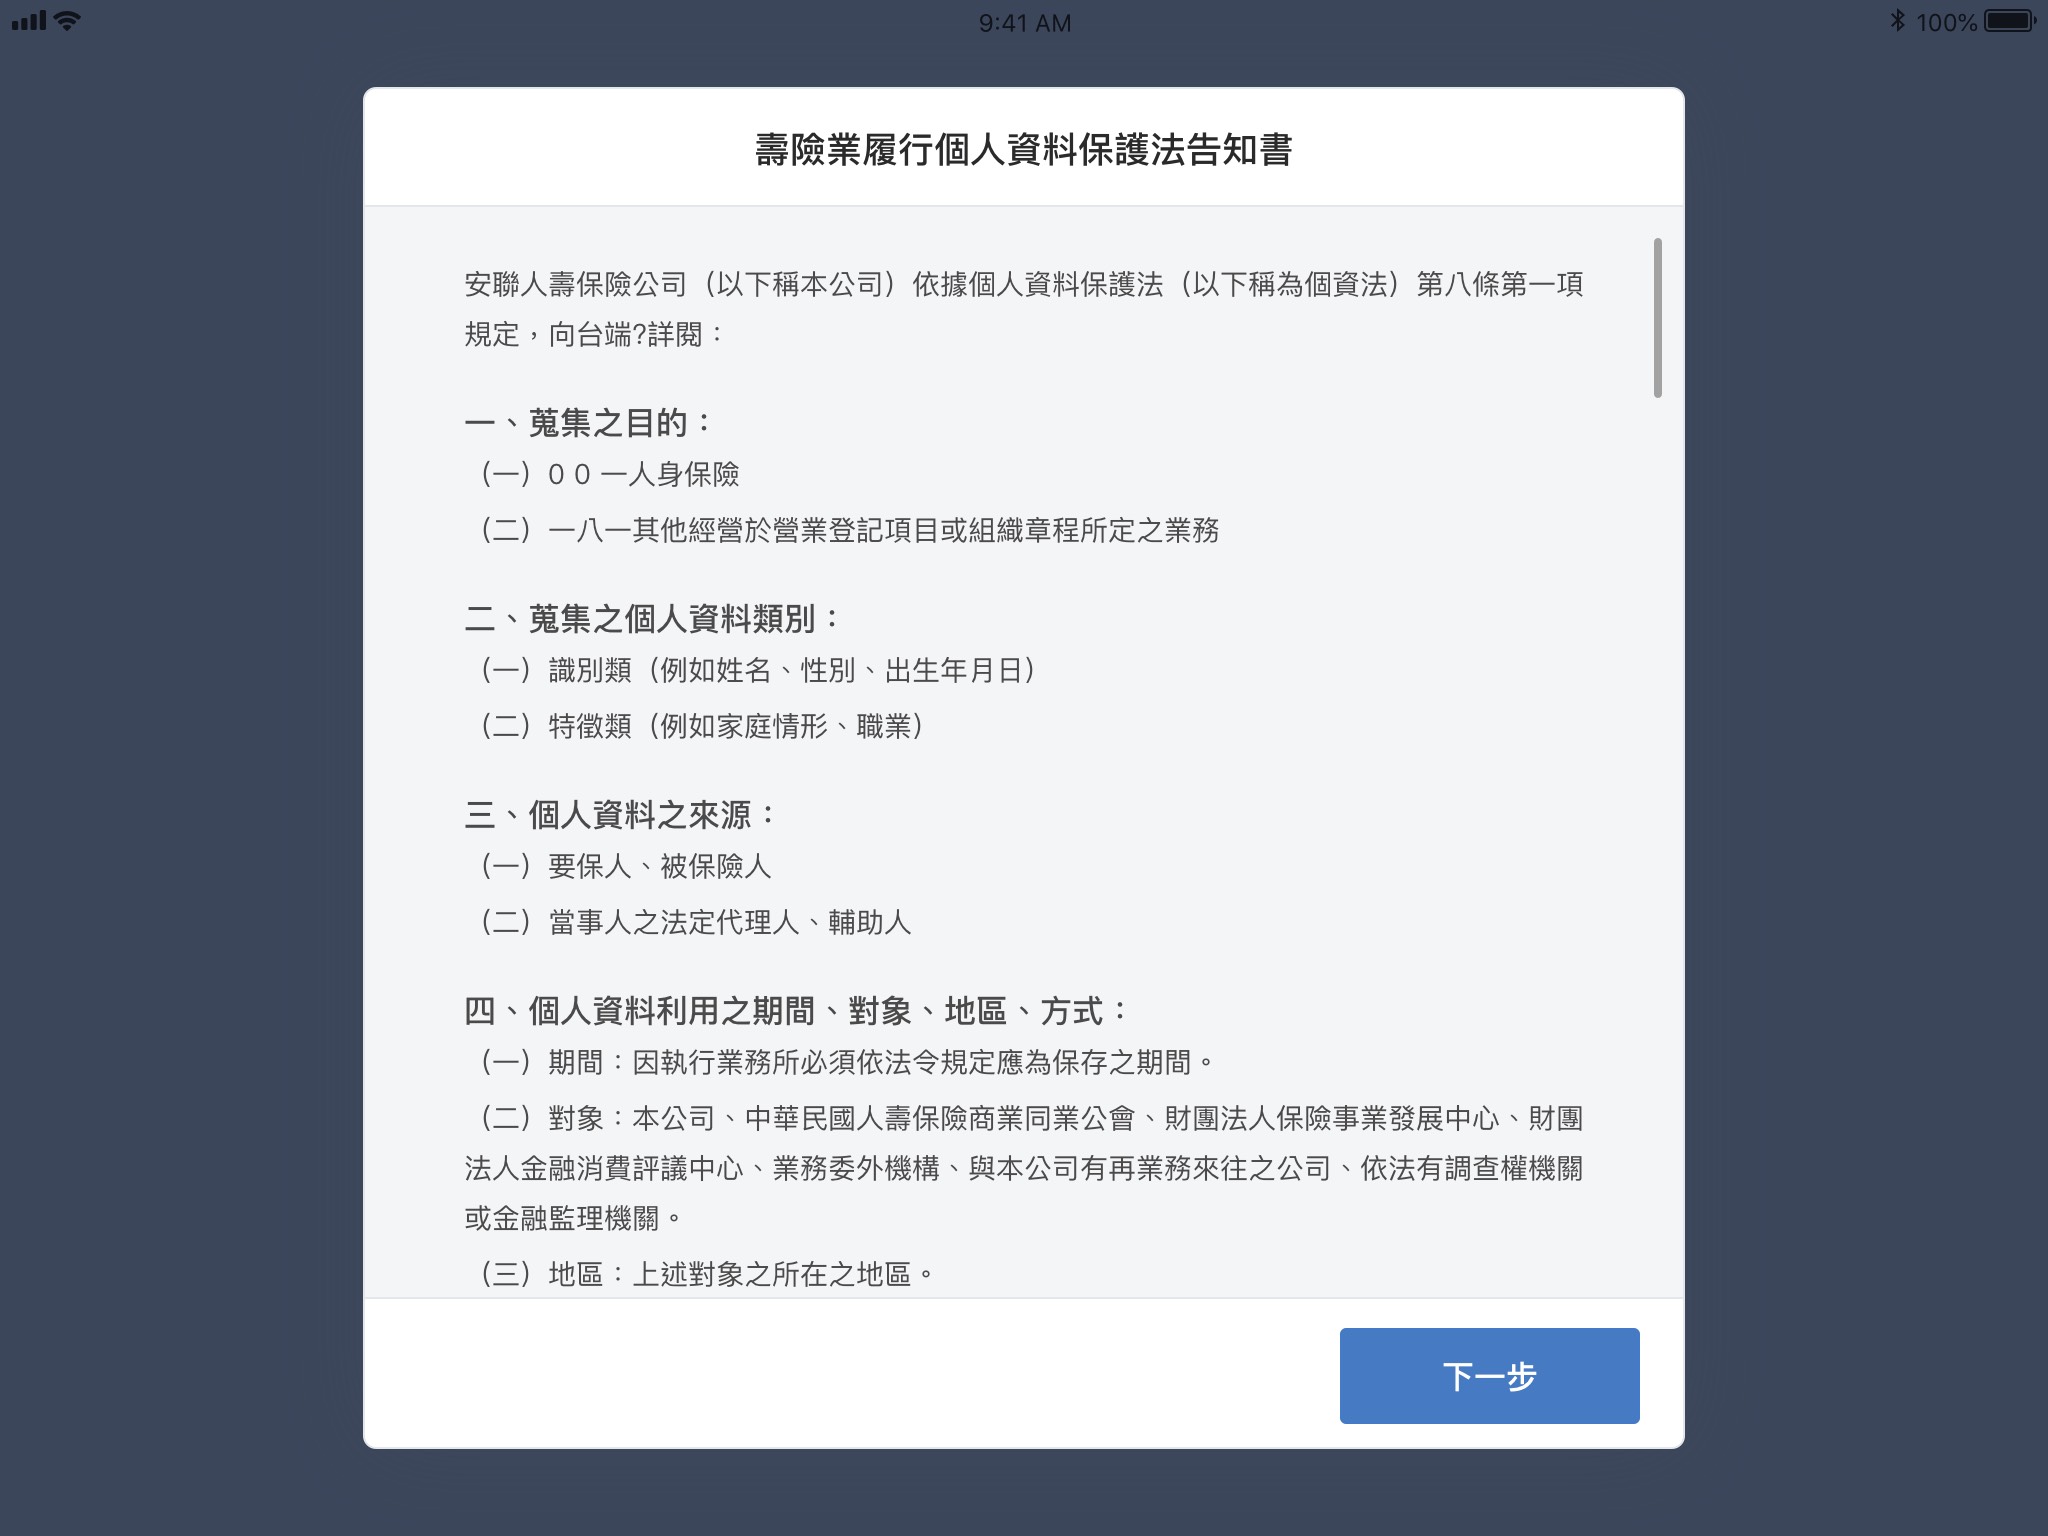 9:41 AM
100%
壽險業履行個人資料保護法告知書
安聯人壽保險公司（以下稱本公司）依據個人資料保護法（以下稱為個資法）第八條第一項
規定，向台端?詳閱：
一、蒐集之目的：
（一）0 0 一人身保險
（二）一八一其他經營於營業登記項目或組織章程所定之業務
二、蒐集之個人資料類別：
（一）識別類（例如姓名、性別、出生年月日）
（二）特徵類（例如家庭情形、職業）
三、個人資料之來源：
（一）要保人、被保險人
（二）當事人之法定代理人、輔助人
四、個人資料利用之期間、對象、地區、方式：
（一）期間：因執行業務所必須依法令規定應為保存之期間。
（二）對象：本公司、中華民國人壽保險商業同業公會、財團法人保險事業發展中心、財團
法人金融消費評議中心、業務委外機構、與本公司有再業務來往之公司、依法有調查權機關
或金融監理機關。
（三）地區：上述對象之所在之地區。
下一步